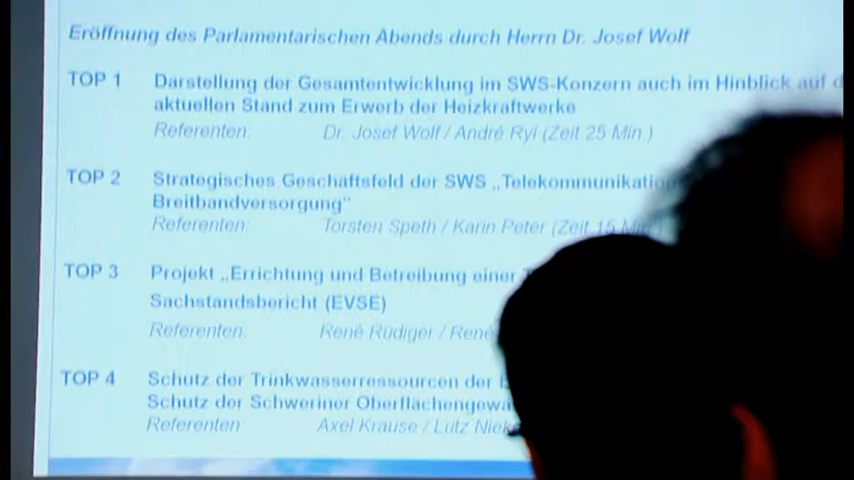 Eröffnung des Parlamentarischen Abends durch Herrn Dr. Josef Wolf
TOP 1 Darstellung der Gesamtentwicklung im SWS-Konzern auch im Hinblick auf
aktuellen Stand zum Erwerb der Heizkraftwerke
Referenten: Dr. Josef Wolf / André Ryl (Zeit 25 Min.)
TOP 2 Strategisches Geschäftsfeld der SWS „Telekommunikation
Breitbandversorgung“
Referenten: Torsten Speth / Karin Peter (Zeit 15 Min.)
TOP 3 Projekt „Errichtung und Betreibung einer
Sachstandsbericht (EVSE)
Referenten: René Rüdiger / René
TOP 4 Schutz der Trinkwasserressourcen der
Schutz der Schweriner Oberflächengewä
Referenten: Axel Krause / Lutz Niek